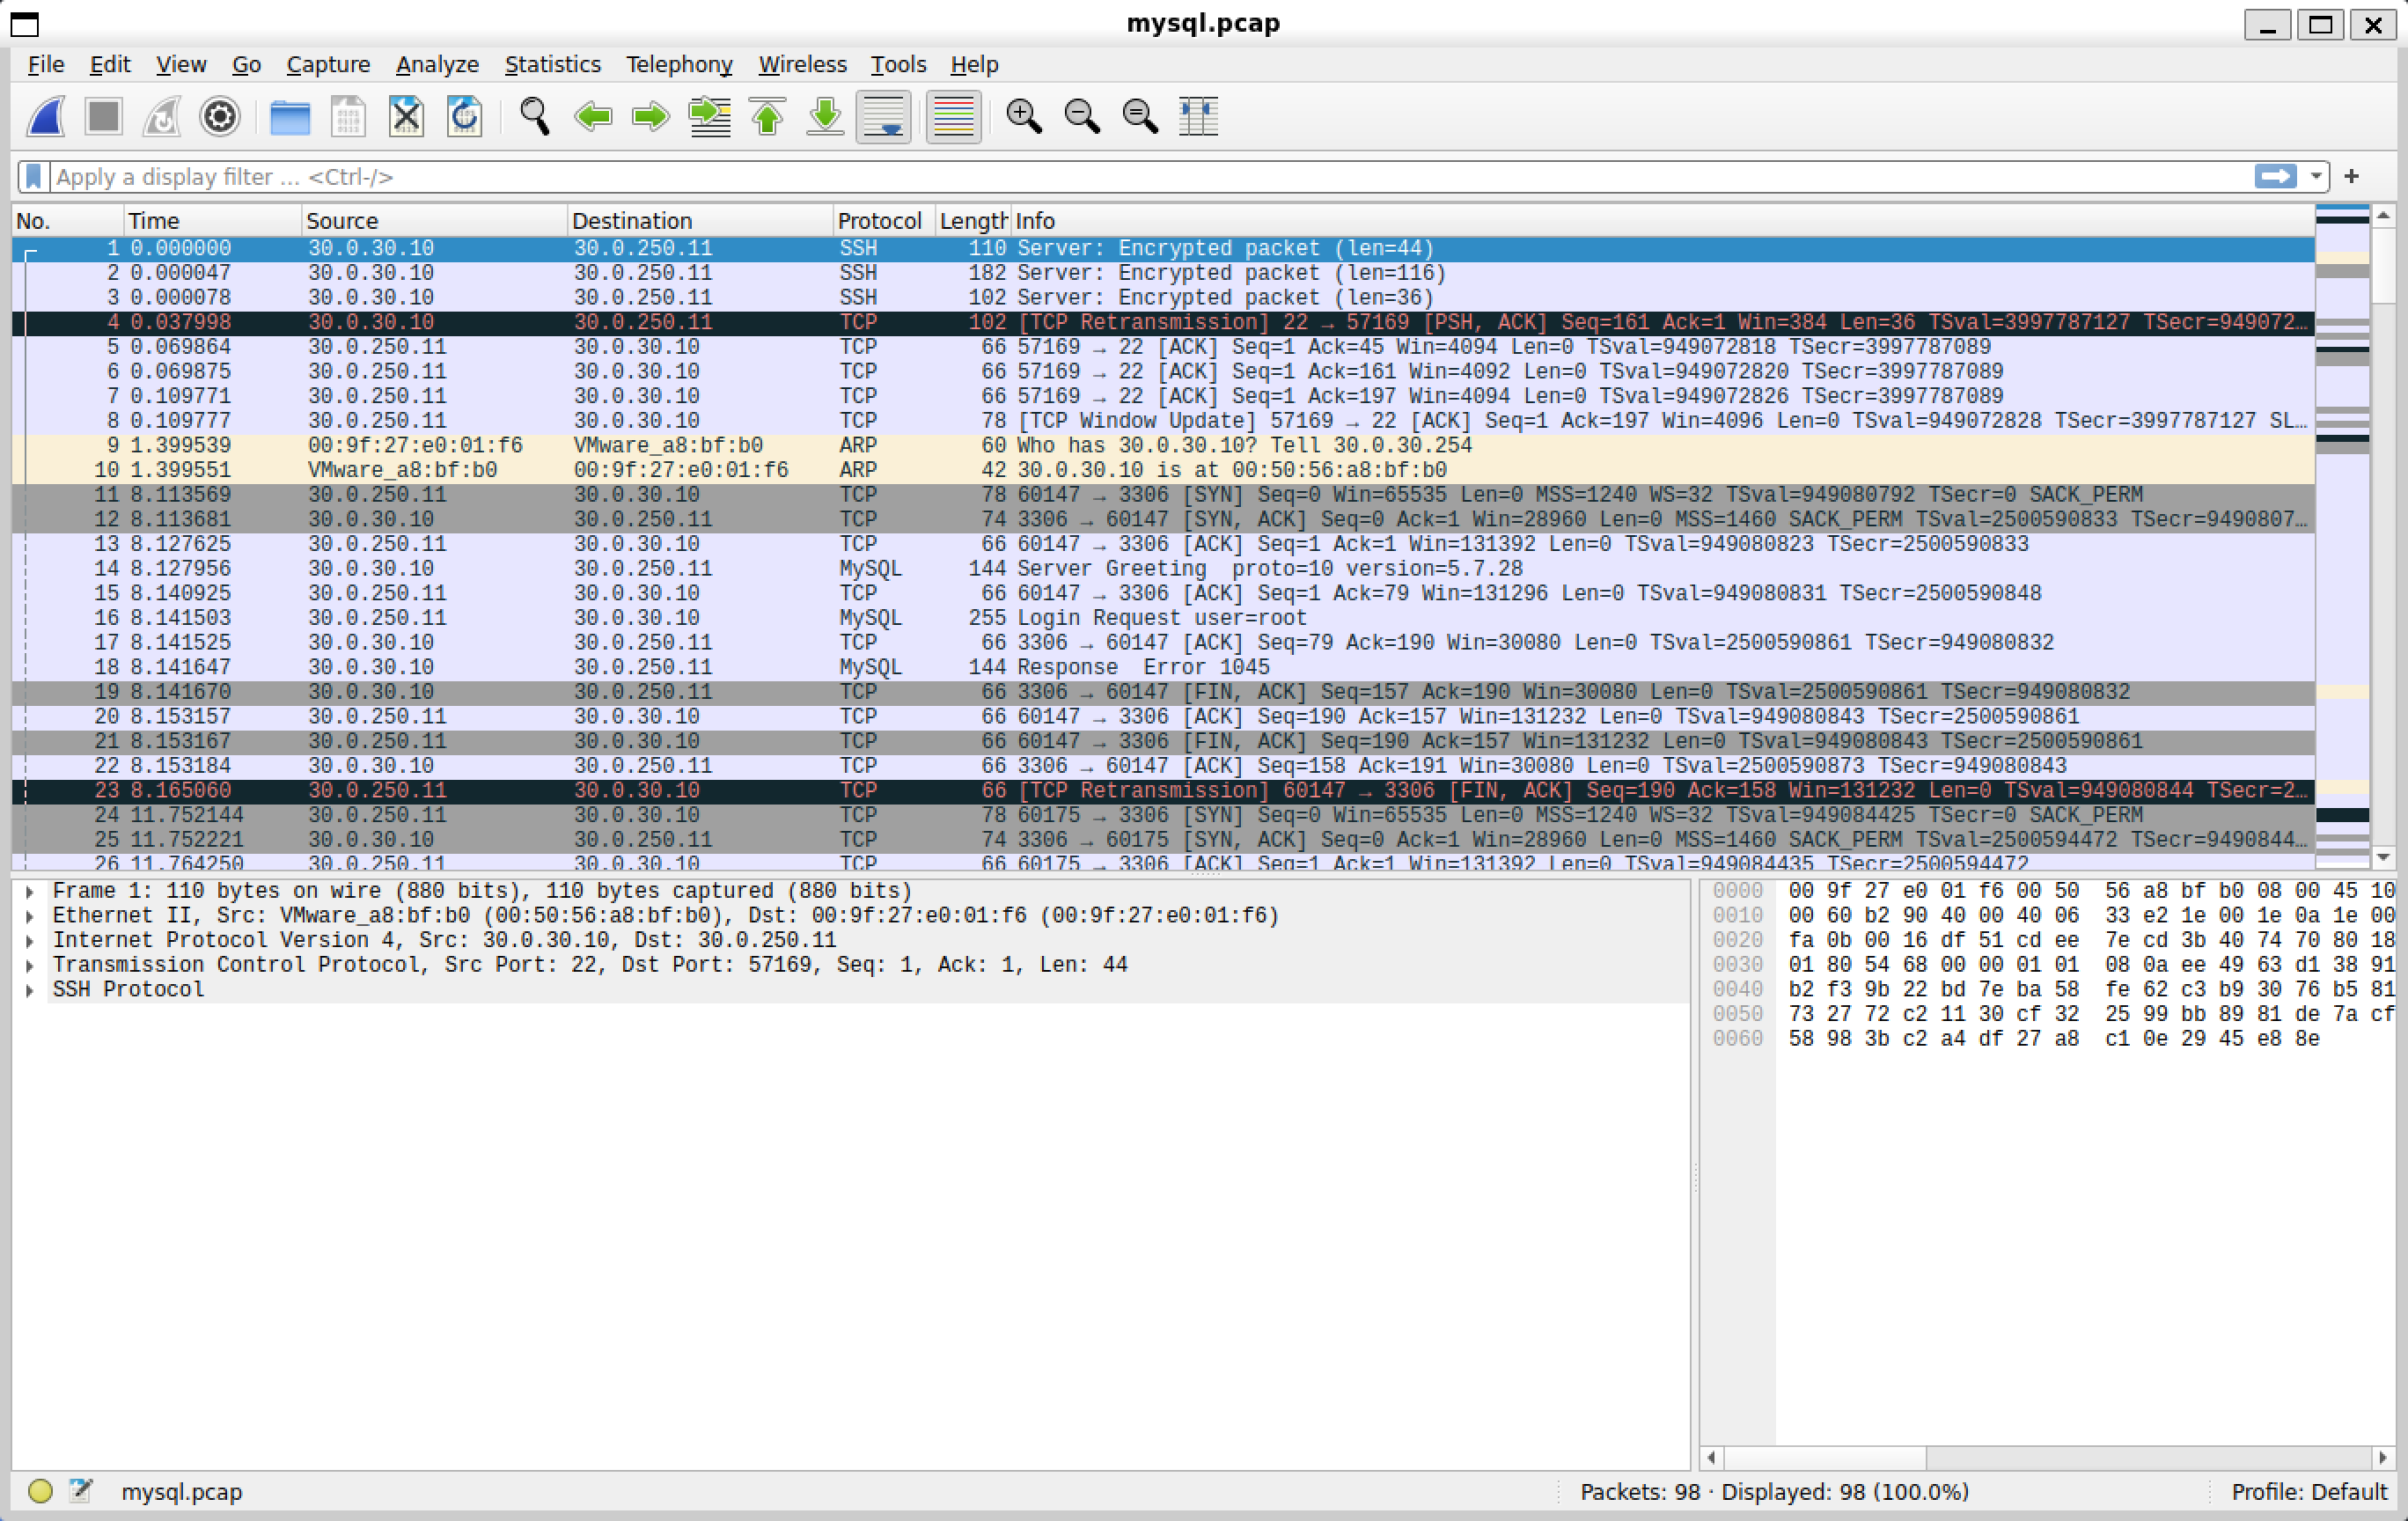 mysql.pcap
File Edit View Go Capture Analyze Statistics Telephony Wireless Tools Help
Apply a display filter … <Ctrl-/>
No. Time Source Destination Protocol Length Info
1 0.000000 30.0.30.10 30.0.250.11 SSH 110 Server: Encrypted packet (len=44)
2 0.000047 30.0.30.10 30.0.250.11 SSH 182 Server: Encrypted packet (len=116)
3 0.000078 30.0.30.10 30.0.250.11 SSH 102 Server: Encrypted packet (len=36)
4 0.037998 30.0.30.10 30.0.250.11 TCP 102 [TCP Retransmission] 22 → 57169 [PSH, ACK] Seq=161 Ack=1 Win=384 Len=36 TSval=3997787127 TSecr=949072…
5 0.069864 30.0.250.11 30.0.30.10 TCP 66 57169 → 22 [ACK] Seq=1 Ack=45 Win=4094 Len=0 TSval=949072818 TSecr=3997787089
6 0.069875 30.0.250.11 30.0.30.10 TCP 66 57169 → 22 [ACK] Seq=1 Ack=161 Win=4092 Len=0 TSval=949072820 TSecr=3997787089
7 0.109771 30.0.250.11 30.0.30.10 TCP 66 57169 → 22 [ACK] Seq=1 Ack=197 Win=4094 Len=0 TSval=949072826 TSecr=3997787089
8 0.109777 30.0.250.11 30.0.30.10 TCP 78 [TCP Window Update] 57169 → 22 [ACK] Seq=1 Ack=197 Win=4096 Len=0 TSval=949072828 TSecr=3997787127 SL…
9 1.399539 00:9f:27:e0:01:f6 VMware_a8:bf:b0 ARP 60 Who has 30.0.30.10? Tell 30.0.30.254
10 1.399551 VMware_a8:bf:b0 00:9f:27:e0:01:f6 ARP 42 30.0.30.10 is at 00:50:56:a8:bf:b0
11 8.113569 30.0.250.11 30.0.30.10 TCP 78 60147 → 3306 [SYN] Seq=0 Win=65535 Len=0 MSS=1240 WS=32 TSval=949080792 TSecr=0 SACK_PERM
12 8.113681 30.0.30.10 30.0.250.11 TCP 74 3306 → 60147 [SYN, ACK] Seq=0 Ack=1 Win=28960 Len=0 MSS=1460 SACK_PERM TSval=2500590833 TSecr=9490807…
13 8.127625 30.0.250.11 30.0.30.10 TCP 66 60147 → 3306 [ACK] Seq=1 Ack=1 Win=131392 Len=0 TSval=949080823 TSecr=2500590833
14 8.127956 30.0.30.10 30.0.250.11 MySQL 144 Server Greeting  proto=10 version=5.7.28
15 8.140925 30.0.250.11 30.0.30.10 TCP 66 60147 → 3306 [ACK] Seq=1 Ack=79 Win=131296 Len=0 TSval=949080831 TSecr=2500590848
16 8.141503 30.0.250.11 30.0.30.10 MySQL 255 Login Request user=root
17 8.141525 30.0.30.10 30.0.250.11 TCP 66 3306 → 60147 [ACK] Seq=79 Ack=190 Win=30080 Len=0 TSval=2500590861 TSecr=949080832
18 8.141647 30.0.30.10 30.0.250.11 MySQL 144 Response  Error 1045
19 8.141670 30.0.30.10 30.0.250.11 TCP 66 3306 → 60147 [FIN, ACK] Seq=157 Ack=190 Win=30080 Len=0 TSval=2500590861 TSecr=949080832
20 8.153157 30.0.250.11 30.0.30.10 TCP 66 60147 → 3306 [ACK] Seq=190 Ack=157 Win=131232 Len=0 TSval=949080843 TSecr=2500590861
21 8.153167 30.0.250.11 30.0.30.10 TCP 66 60147 → 3306 [FIN, ACK] Seq=190 Ack=157 Win=131232 Len=0 TSval=949080843 TSecr=2500590861
22 8.153184 30.0.30.10 30.0.250.11 TCP 66 3306 → 60147 [ACK] Seq=158 Ack=191 Win=30080 Len=0 TSval=2500590873 TSecr=949080843
23 8.165060 30.0.250.11 30.0.30.10 TCP 66 [TCP Retransmission] 60147 → 3306 [FIN, ACK] Seq=190 Ack=158 Win=131232 Len=0 TSval=949080844 TSecr=2…
24 11.752144 30.0.250.11 30.0.30.10 TCP 78 60175 → 3306 [SYN] Seq=0 Win=65535 Len=0 MSS=1240 WS=32 TSval=949084425 TSecr=0 SACK_PERM
25 11.752221 30.0.30.10 30.0.250.11 TCP 74 3306 → 60175 [SYN, ACK] Seq=0 Ack=1 Win=28960 Len=0 MSS=1460 SACK_PERM TSval=2500594472 TSecr=9490844…
26 11.764250 30.0.250.11 30.0.30.10 TCP 66 60175 → 3306 [ACK] Seq=1 Ack=1 Win=131392 Len=0 TSval=949084435 TSecr=2500594472
Frame 1: 110 bytes on wire (880 bits), 110 bytes captured (880 bits)
Ethernet II, Src: VMware_a8:bf:b0 (00:50:56:a8:bf:b0), Dst: 00:9f:27:e0:01:f6 (00:9f:27:e0:01:f6)
Internet Protocol Version 4, Src: 30.0.30.10, Dst: 30.0.250.11
Transmission Control Protocol, Src Port: 22, Dst Port: 57169, Seq: 1, Ack: 1, Len: 44
SSH Protocol
0000 00 9f 27 e0 01 f6 00 50 56 a8 bf b0 08 00 45 10
0010 00 60 b2 90 40 00 40 06 33 e2 1e 00 1e 0a 1e 00
0020 fa 0b 00 16 df 51 cd ee 7e cd 3b 40 74 70 80 18
0030 01 80 54 68 00 00 01 01 08 0a ee 49 63 d1 38 91
0040 b2 f3 9b 22 bd 7e ba 58 fe 62 c3 b9 30 76 b5 81
0050 73 27 72 c2 11 30 cf 32 25 99 bb 89 81 de 7a cf
0060 58 98 3b c2 a4 df 27 a8 c1 0e 29 45 e8 8e
mysql.pcap
Packets: 98 · Displayed: 98 (100.0%)
Profile: Default